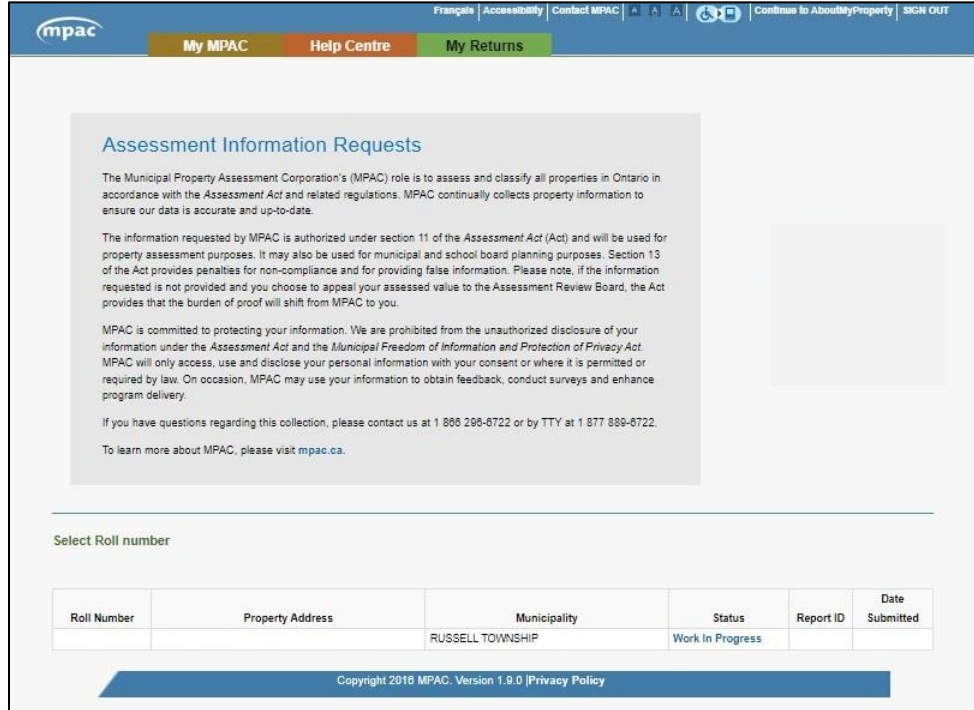 Français | Accessibility | Contact MPAC | A A A | Continue to AboutMyProperty | SIGN OUT
mpac
My MPAC Help Centre My Returns
Assessment Information Requests
The Municipal Property Assessment Corporation's (MPAC) role is to assess and classify all properties in Ontario in
accordance with the Assessment Act and related regulations. MPAC continually collects property information to
ensure our data is accurate and up-to-date.
The information requested by MPAC is authorized under section 11 of the Assessment Act (Act) and will be used for
property assessment purposes. It may also be used for municipal and school board planning purposes. Section 13
of the Act provides penalties for non-compliance and for providing false information. Please note, if the information
requested is not provided and you choose to appeal your assessed value to the Assessment Review Board, the Act
provides that the burden of proof will shift from MPAC to you.
MPAC is committed to protecting your information. We are prohibited from the unauthorized disclosure of your
information under the Assessment Act and the Municipal Freedom of Information and Protection of Privacy Act.
MPAC will only access, use and disclose your personal information with your consent or where it is permitted or
required by law. On occasion, MPAC may use your information to obtain feedback, conduct surveys and enhance
program delivery.
If you have questions regarding this collection, please contact us at 1 866 296-6722 or by TTY at 1 877 889-6722.
To learn more about MPAC, please visit mpac.ca.
Select Roll number
Roll Number Property Address Municipality Status Report ID Date Submitted
RUSSELL TOWNSHIP Work In Progress
Copyright 2016 MPAC. Version 1.9.0 |Privacy Policy